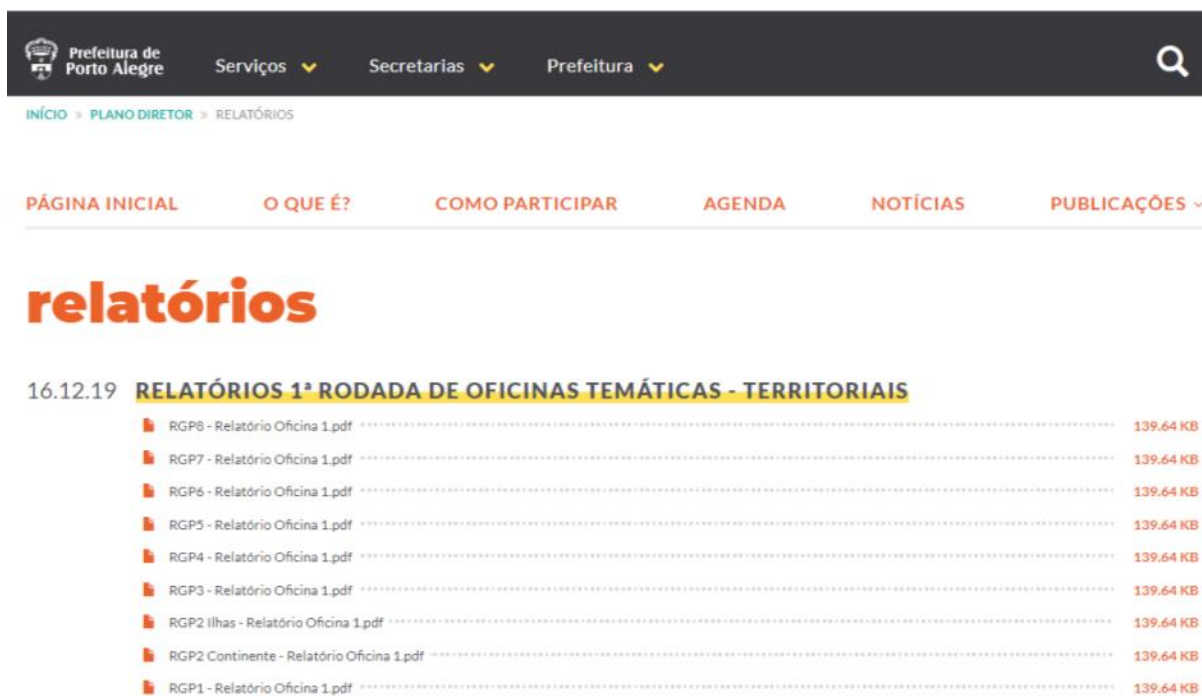 Prefeitura de
Porto Alegre
Serviços Secretarias Prefeitura
INÍCIO » PLANO DIRETOR » RELATÓRIOS
PÁGINA INICIAL O QUE É? COMO PARTICIPAR AGENDA NOTÍCIAS PUBLICAÇÕES
relatórios
16.12.19 RELATÓRIOS 1ª RODADA DE OFICINAS TEMÁTICAS - TERRITORIAIS
RGP8 - Relatório Oficina 1.pdf 139.64 KB
RGP7 - Relatório Oficina 1.pdf 139.64 KB
RGP6 - Relatório Oficina 1.pdf 139.64 KB
RGP5 - Relatório Oficina 1.pdf 139.64 KB
RGP4 - Relatório Oficina 1.pdf 139.64 KB
RGP3 - Relatório Oficina 1.pdf 139.64 KB
RGP2 Ilhas - Relatório Oficina 1.pdf 139.64 KB
RGP2 Continente - Relatório Oficina 1.pdf 139.64 KB
RGP1 - Relatório Oficina 1.pdf 139.64 KB